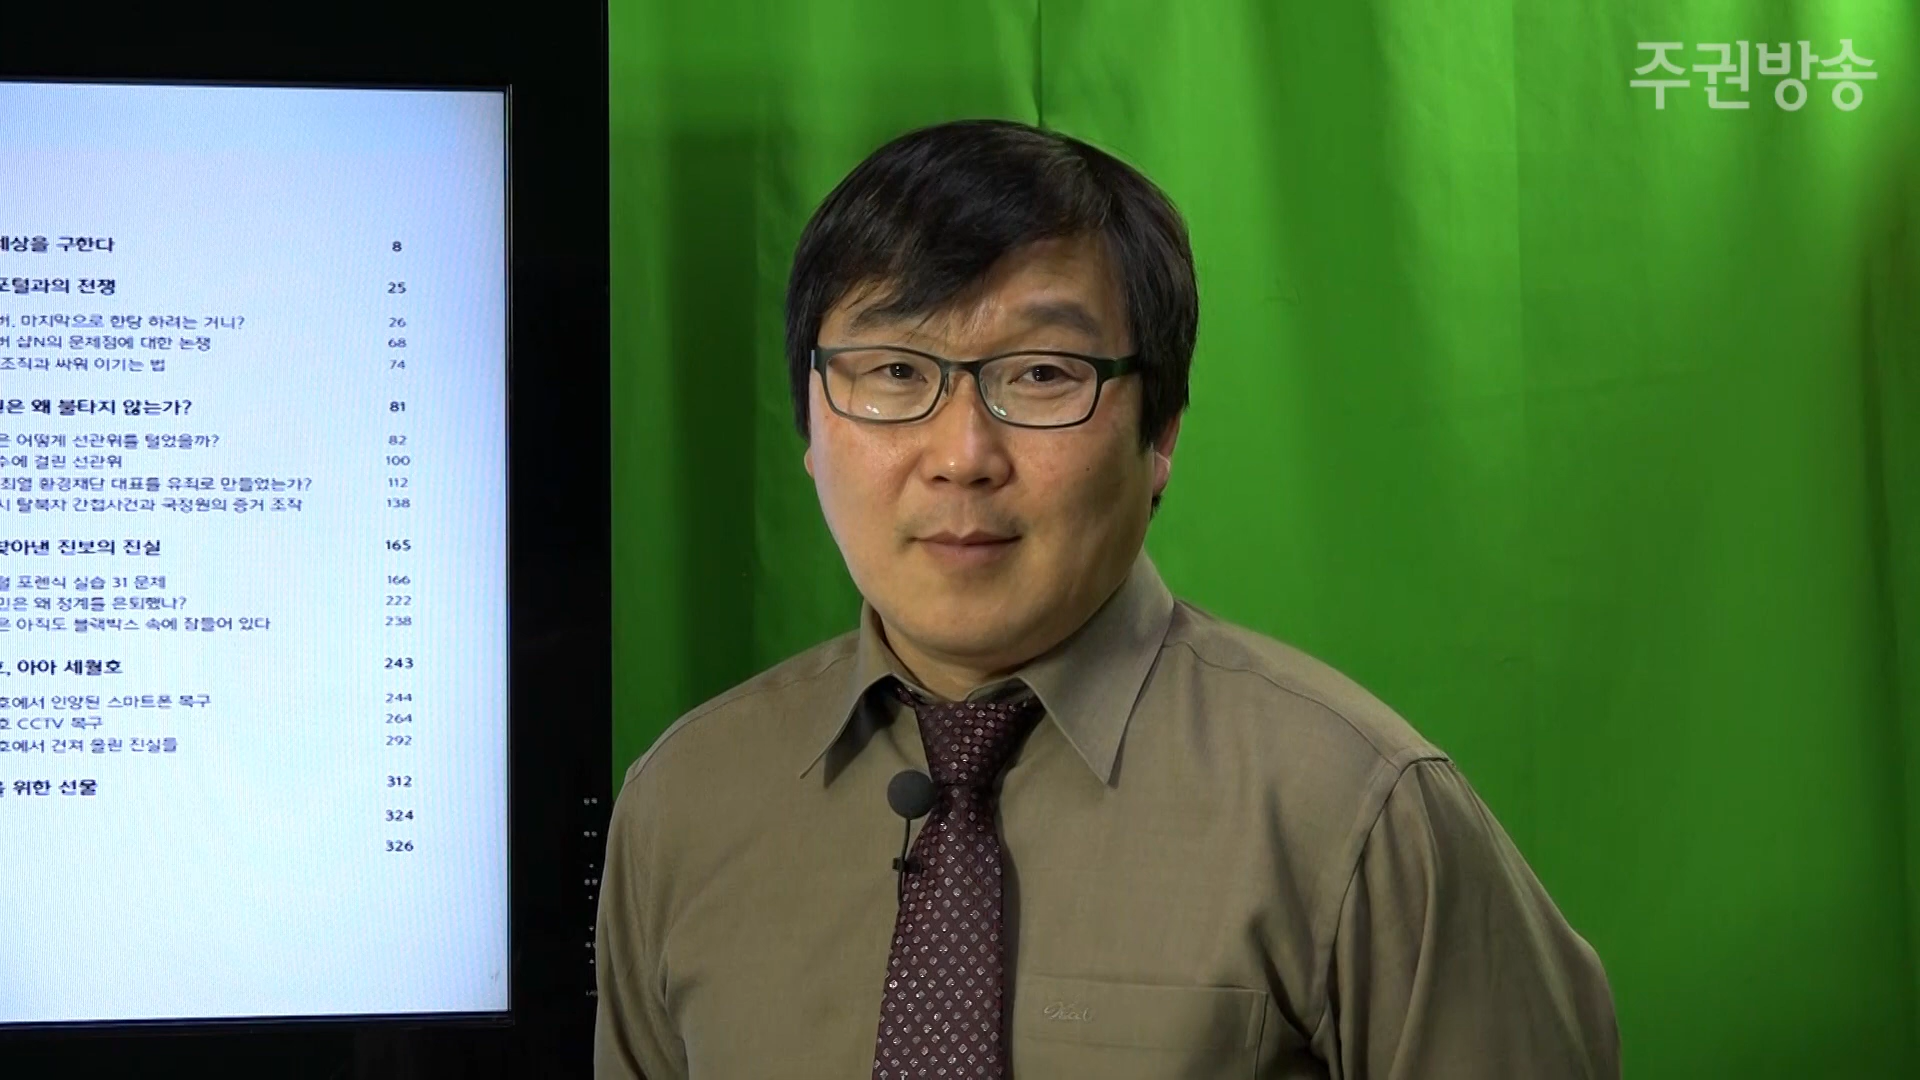 주권방송
세상을 구한다 8
포털과의 전쟁 25
버, 마지막으로 한탕 하려는 거니? 26
버 샵N의 문제점에 대한 논쟁 68
조직과 싸워 이기는 법 74
은 왜 불타지 않는가? 81
은 어떻게 선관위를 털었을까? 82
수에 걸린 선관위 100
최열 환경재단 대표를 유죄로 만들었는가? 112
시 탈북자 간첩사건과 국정원의 증거 조작 138
찾아낸 진보의 진실 165
털 포렌식 실습 31 문제 166
민은 왜 정계를 은퇴했나? 222
은 아직도 블랙박스 속에 잠들어 있다 238
호, 아아 세월호 243
호에서 인양된 스마트폰 복구 244
호 CCTV 복구 264
호에서 건져 올린 진실들 292
을 위한 선물 312
324
326